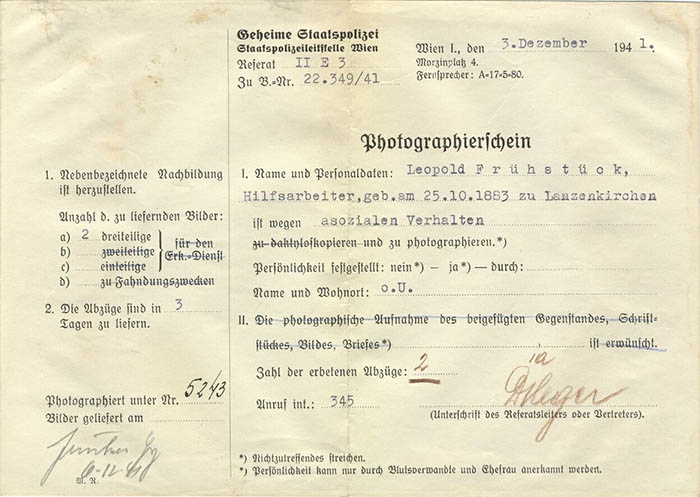 Geheime Staatspolizei
Staatspolizeileitstelle Wien
Referat II E 3
Zu B.=Nr. 22.349/41
Wien I., den 3.Dezember 1941.
Morzinplatz 4.
Fernsprecher: A=17=5=80.
Photographierschein
1. Nebenbezeichnete Nachbildung
ist herzustellen.
Anzahl d. zu liefernden Bilder:
a) 2 dreiteilige
b) zweiteilige
c) einteilige
für den
Erk.=Dienst
d) zu Fahndungszwecken
2. Die Abzüge sind in 3
Tagen zu liefern.
Photographiert unter Nr. 5243
Bilder geliefert am
6-12-41
M. N.
I. Name und Personaldaten: Leopold F r ü h s t ü c k,
Hilfsarbeiter,geb.am 25.10.1883 zu Lanzenkirchen
ist wegen asozialen Verhalten
zu daktyloskopieren und zu photographieren.*)
Persönlichkeit festgestellt: nein*) – ja*) – durch:
Name und Wohnort: o.U.
II. Die photographische Aufnahme des beigefügten Gegenstandes, Schrift=
stückes, Bildes, Briefes*) ist erwünscht.
Zahl der erbetenen Abzüge: 2
Anruf int.: 345
(Unterschrift des Referatsleiters oder Vertreters).
*) Nichtzutreffendes streichen.
*) Persönlichkeit kann nur durch Blutsverwandte und Ehefrau anerkannt werden.